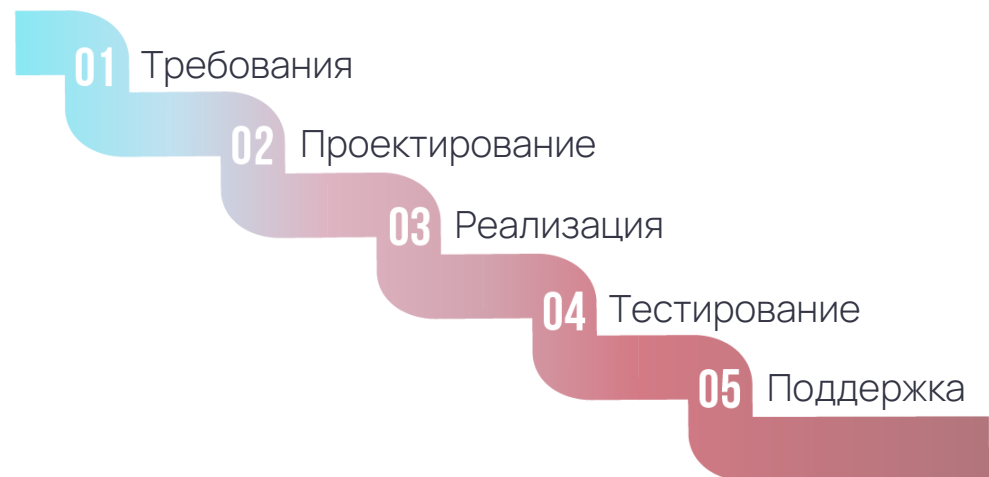 01 Требования
02 Проектирование
03 Реализация
04 Тестирование
05 Поддержка